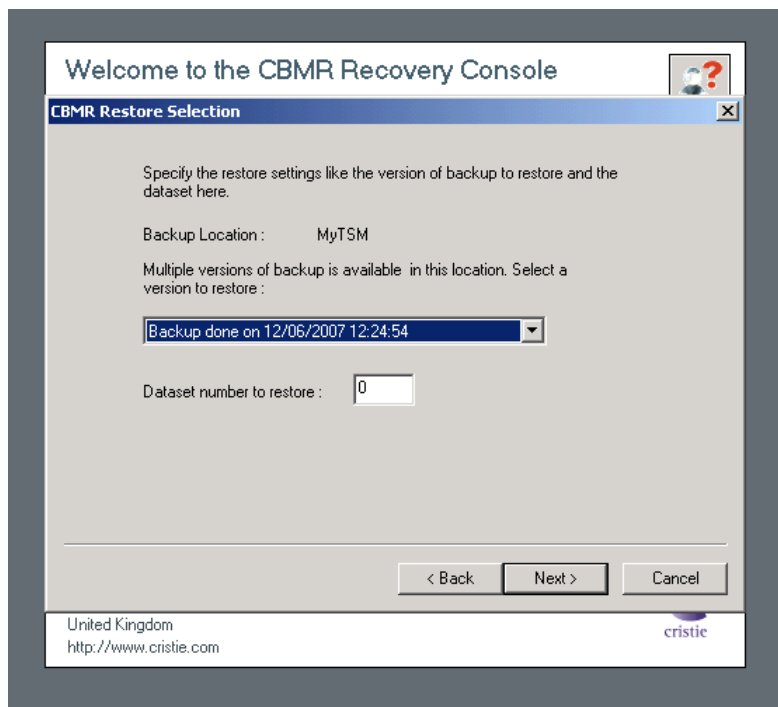 Welcome to the CBMR Recovery Console
CBMR Restore Selection
Specify the restore settings like the version of backup to restore and the
dataset here.
Backup Location : MyTSM
Multiple versions of backup is available in this location. Select a
version to restore :
Backup done on 12/06/2007 12:24:54
Dataset number to restore : 0
< Back Next > Cancel
United Kingdom
http://www.cristie.com
cristie